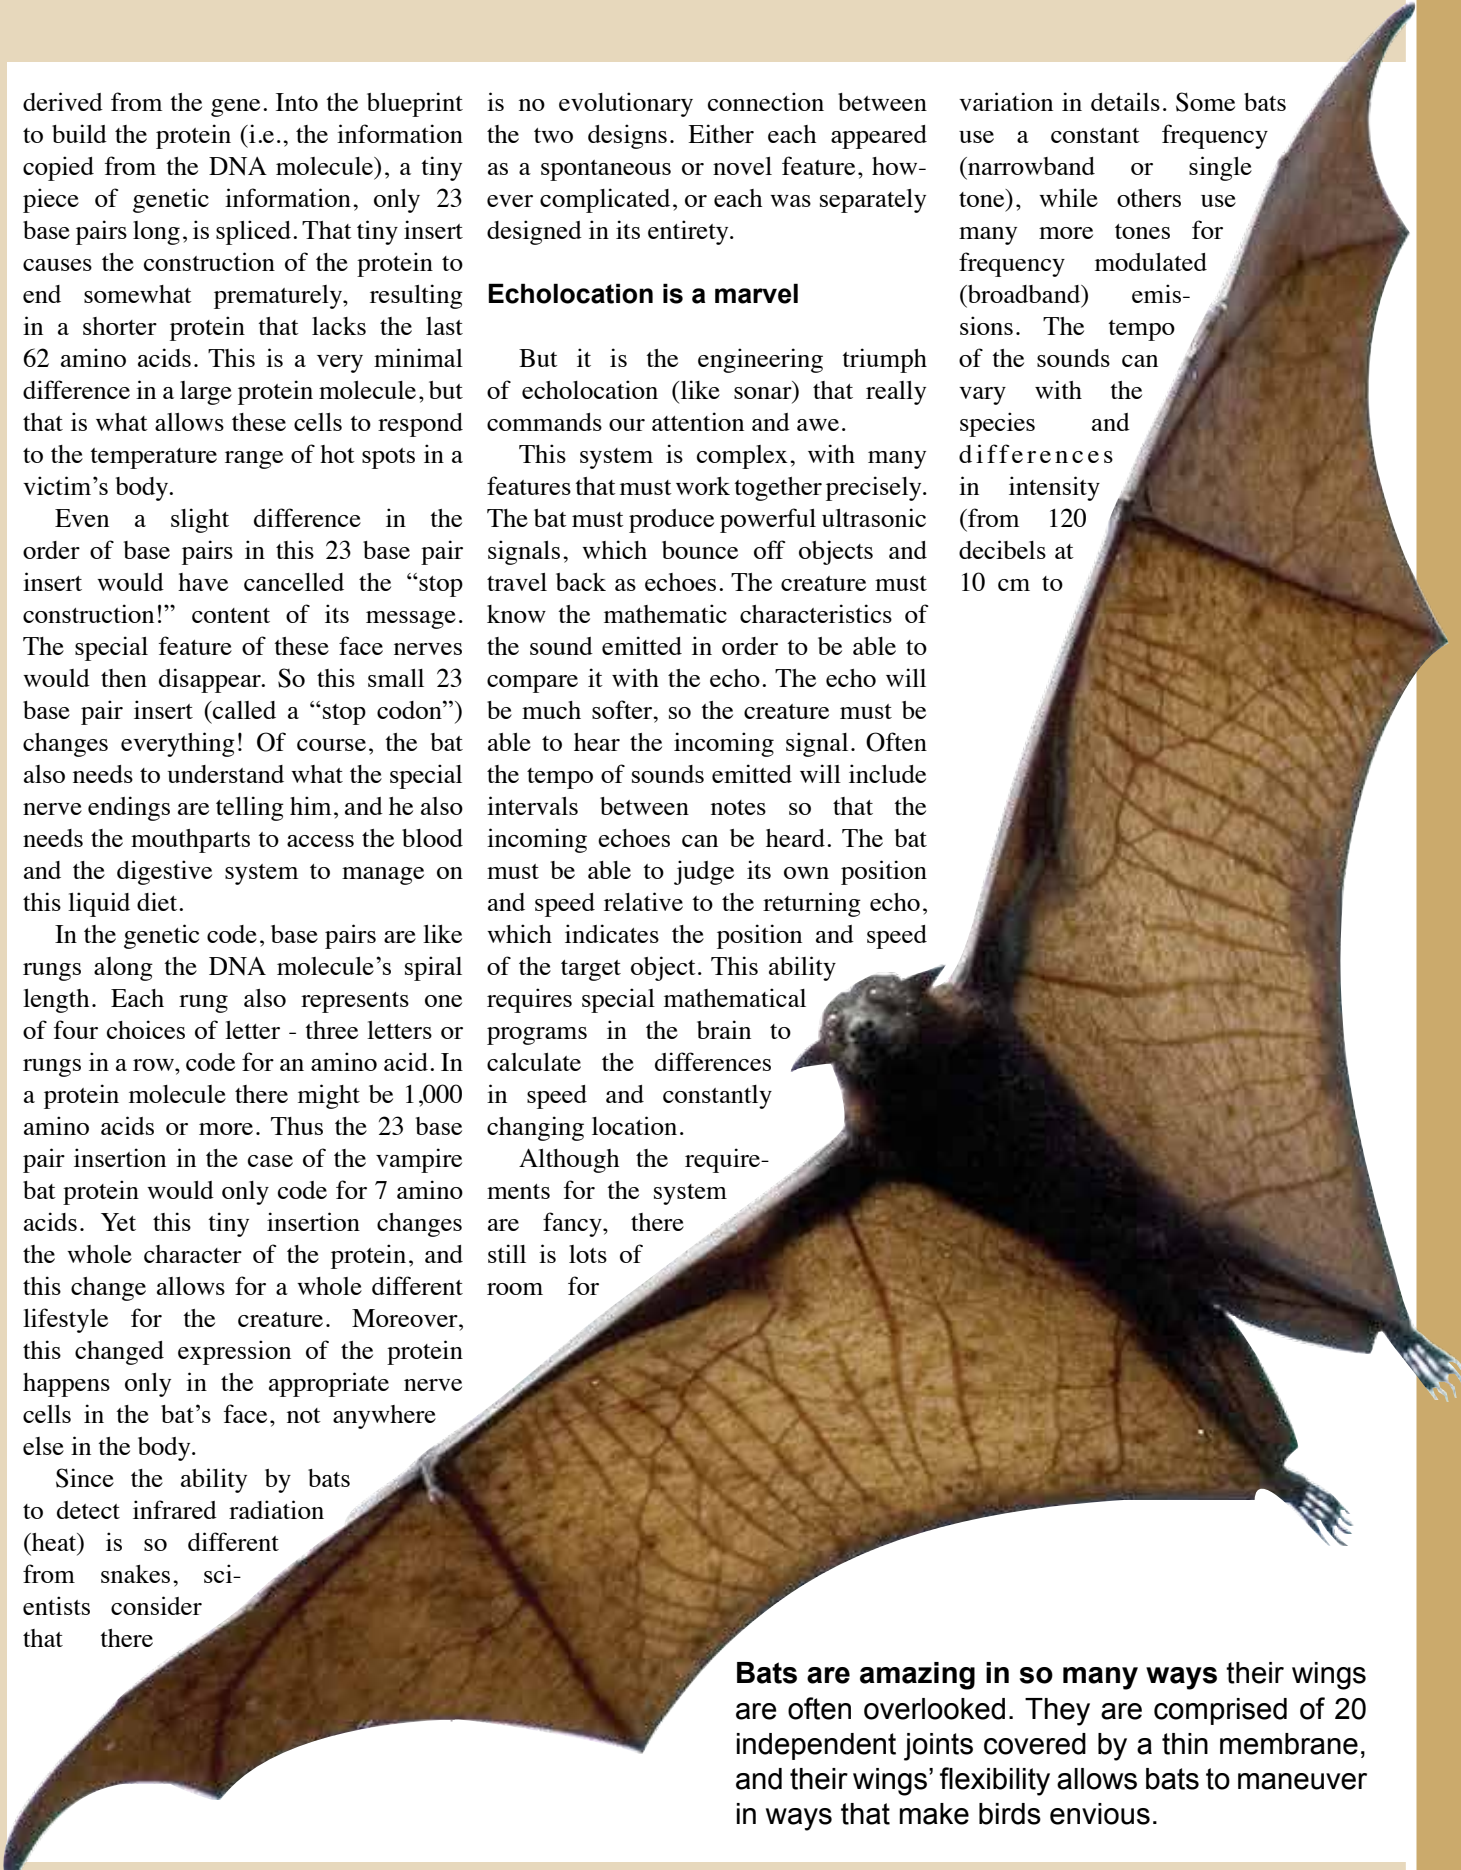 derived from the gene. Into the blueprint
to build the protein (i.e., the information
copied from the DNA molecule), a tiny
piece of genetic information, only 23
base pairs long, is spliced. That tiny insert
causes the construction of the protein to
end somewhat prematurely, resulting
in a shorter protein that lacks the last
62 amino acids. This is a very minimal
difference in a large protein molecule, but
that is what allows these cells to respond
to the temperature range of hot spots in a
victim's body.
Even a slight difference in the
order of base pairs in this 23 base pair
insert would have cancelled the “stop
construction!” content of its message.
The special feature of these face nerves
would then disappear. So this small 23
base pair insert (called a “stop codon”)
changes everything! Of course, the bat
also needs to understand what the special
nerve endings are telling him, and he also
needs the mouthparts to access the blood
and the digestive system to manage on
this liquid diet.
In the genetic code, base pairs are like
rungs along the DNA molecule's spiral
length. Each rung also represents one
of four choices of letter - three letters or
rungs in a row, code for an amino acid. In
a protein molecule there might be 1,000
amino acids or more. Thus the 23 base
pair insertion in the case of the vampire
bat protein would only code for 7 amino
acids. Yet this tiny insertion changes
the whole character of the protein, and
this change allows for a whole different
lifestyle for the creature. Moreover,
this changed expression of the protein
happens only in the appropriate nerve
cells in the bat's face, not anywhere
else in the body.
Since the ability by bats
to detect infrared radiation
(heat) is so different
from snakes, sci-
entists consider
that there
is no evolutionary connection between
the two designs. Either each appeared
as a spontaneous or novel feature, how-
ever complicated, or each was separately
designed in its entirety.
Echolocation is a marvel
But it is the engineering triumph
of echolocation (like sonar) that really
commands our attention and awe.
This system is complex, with many
features that must work together precisely.
The bat must produce powerful ultrasonic
signals, which bounce off objects and
travel back as echoes. The creature must
know the mathematic characteristics of
the sound emitted in order to be able to
compare it with the echo. The echo will
be much softer, so the creature must be
able to hear the incoming signal. Often
the tempo of sounds emitted will include
intervals between notes so that the
incoming echoes can be heard. The bat
must be able to judge its own position
and speed relative to the returning echo,
which indicates the position and speed
of the target object. This ability
requires special mathematical
programs in the brain to
calculate the differences
in speed and constantly
changing location.
Although the require-
ments for the system
are fancy, there
still is lots of
room for
variation in details. Some bats
use a constant frequency
(narrowband or single
tone), while others use
many more tones for
frequency modulated
(broadband) emis-
sions. The tempo
of the sounds can
vary with the
species and
differences
in intensity
(from 120
decibels at
10 cm to
Bats are amazing in so many ways their wings
are often overlooked. They are comprised of 20
independent joints covered by a thin membrane,
and their wings' flexibility allows bats to maneuver
in ways that make birds envious.